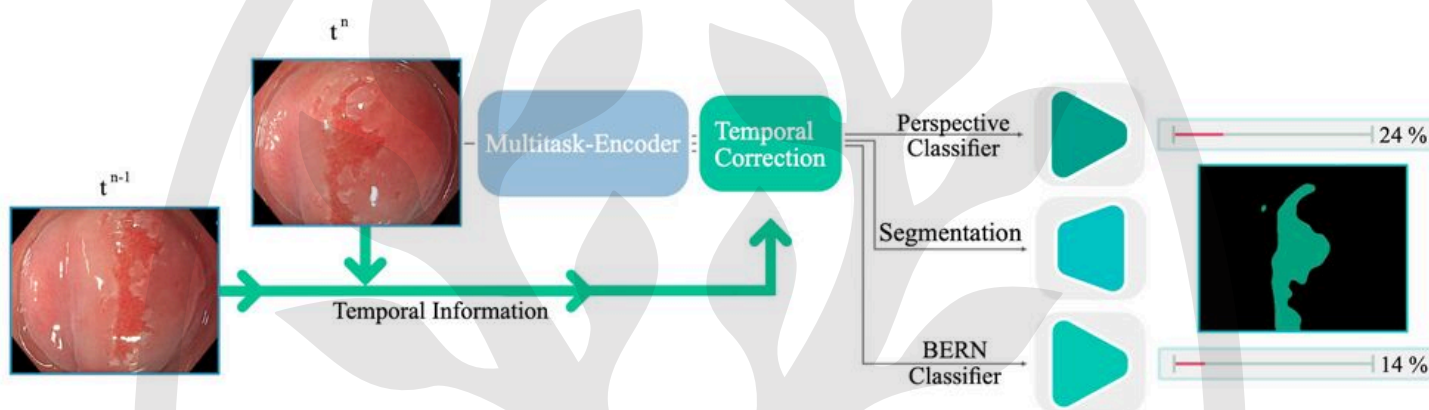 t^n
t^n-1
Multitask-Encoder
Temporal
Correction
Temporal Information
Perspective
Classifier
24 %
Segmentation
BERN
Classifier
14 %